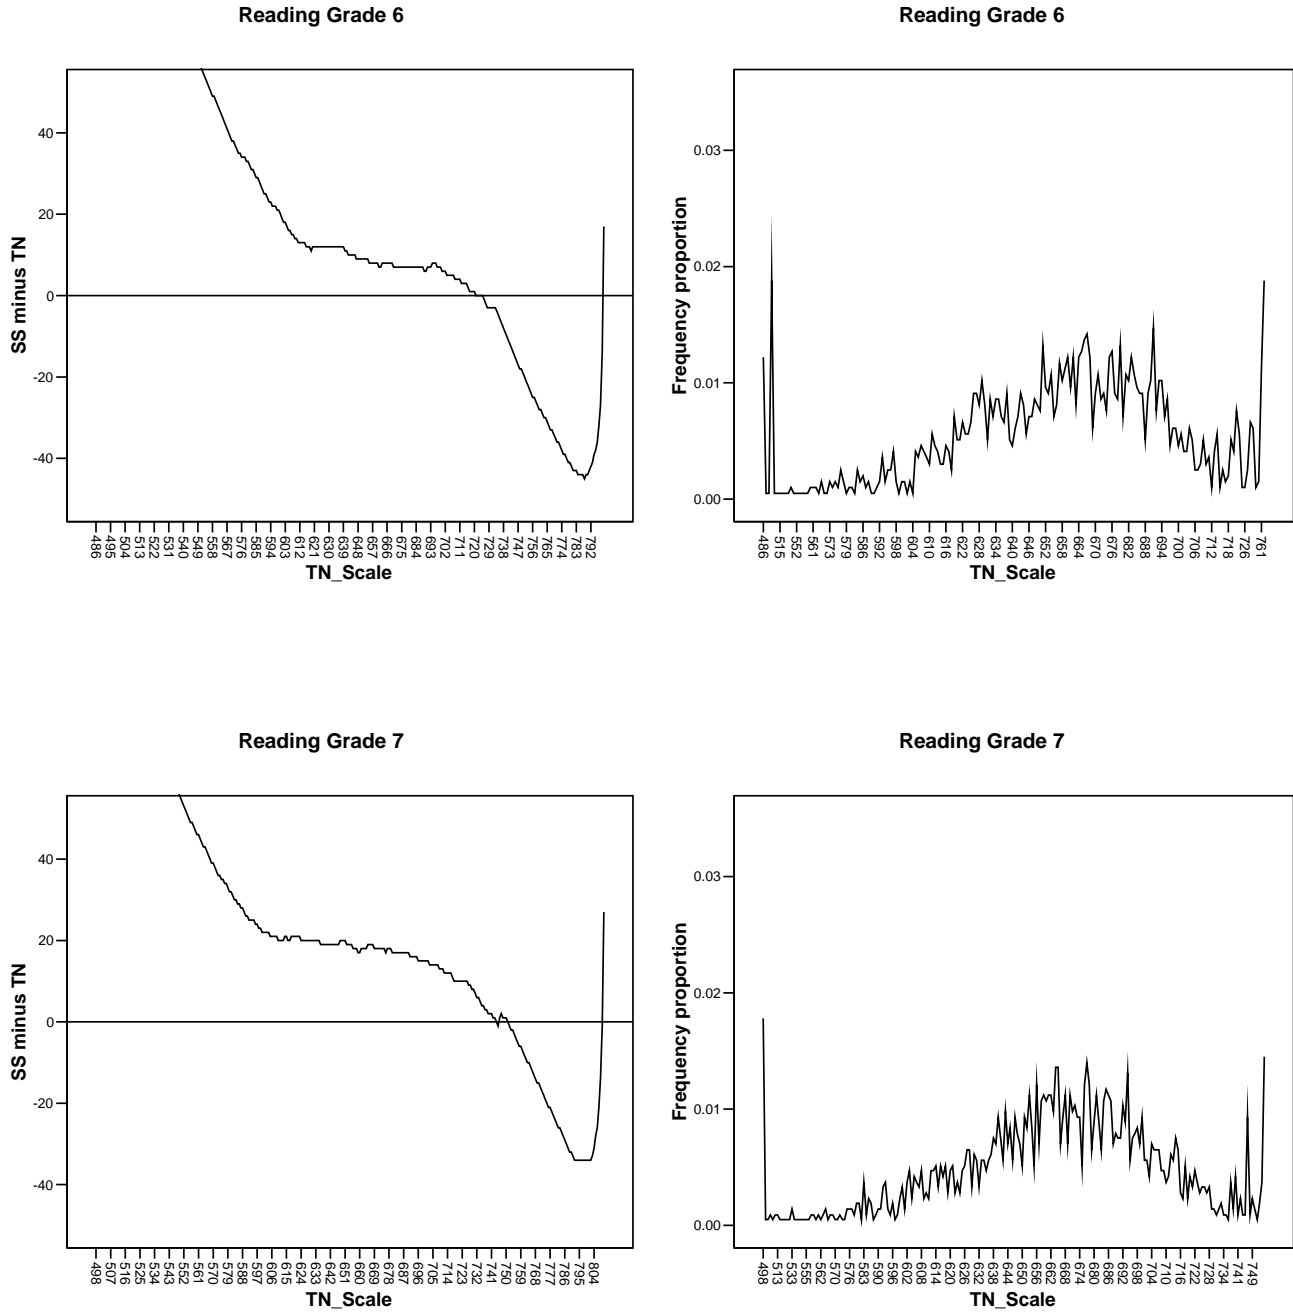 Reading Grade 6
40
20
0
-20
-40
SS minus TN
486 495 504 513 522 531 540 549 558 567 576 585 594 603 612 621 630 639 648 657 666 675 684 693 702 711 720 729 738 747 756 765 774 783 792
TN_Scale
Reading Grade 6
0.03
0.02
0.01
0.00
Frequency proportion
486 515 552 561 573 579 586 592 598 604 610 616 622 628 634 640 646 652 658 664 670 676 682 688 694 700 706 712 718 726 761
TN_Scale
Reading Grade 7
40
20
0
-20
-40
SS minus TN
498 507 516 525 534 543 552 561 570 579 588 597 606 615 624 633 642 651 660 669 678 687 696 705 714 723 732 741 750 759 768 777 786 795 804
TN_Scale
Reading Grade 7
0.03
0.02
0.01
0.00
Frequency proportion
498 513 533 555 562 570 576 583 590 596 602 608 614 620 626 632 638 644 650 656 662 668 674 680 686 692 698 704 710 716 722 728 734 741 749
TN_Scale